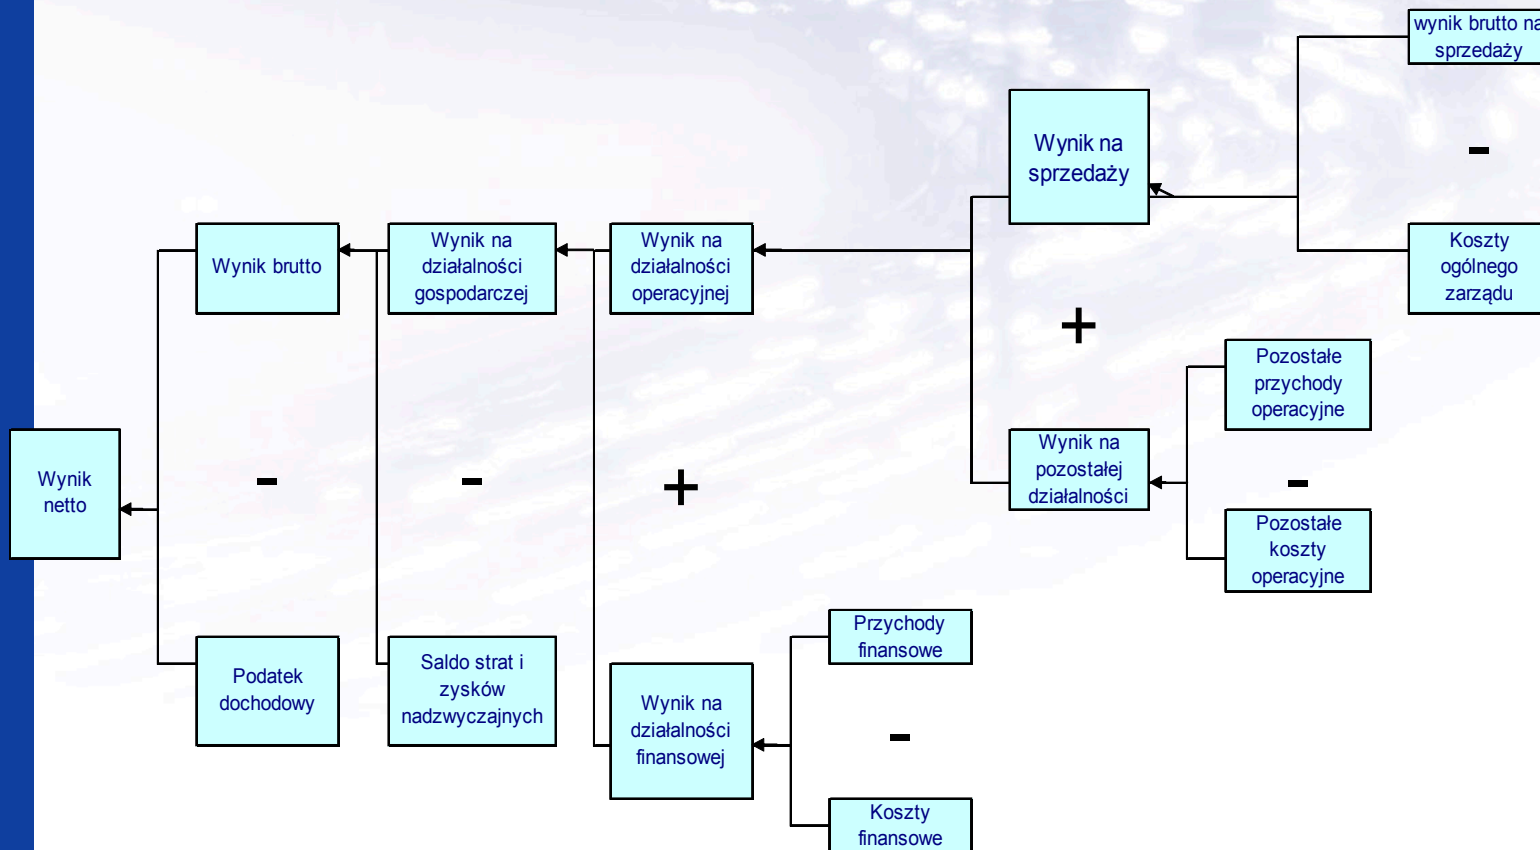 wynik brutto na
sprzedaży
-
Wynik na
sprzedaży
Koszty
ogólnego
zarządu
Wynik brutto
Wynik na
działalności
gospodarczej
Wynik na
działalności
operacyjnej
+
Pozostałe
przychody
operacyjne
Wynik na
pozostałej
działalności
-
Pozostałe
koszty
operacyjne
Wynik
netto
-
-
+
Podatek
dochodowy
Saldo strat i
zysków
nadzwyczajnych
Wynik na
działalności
finansowej
Przychody
finansowe
-
Koszty
finansowe